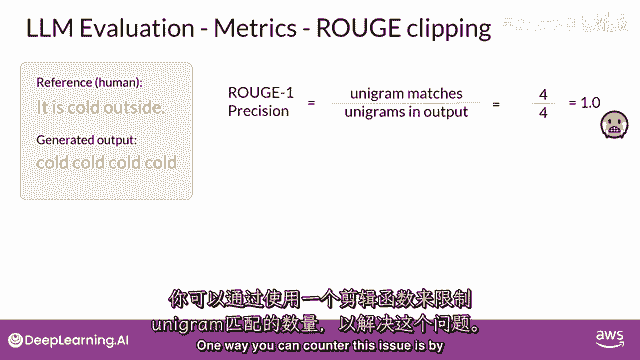 LLM Evaluation - Metrics - ROUGE clipping
Reference (human):
It is cold outside.
Generated output:
cold cold cold cold
ROUGE-1
Precision
=
unigram matches
unigrams in output
=
4
4
= 1.0
你可以通过使用一个剪辑函数来限制
unigram匹配的数量，以解决这个问题。
One way you can counter this issue is by
DeepLearning.AI
aws